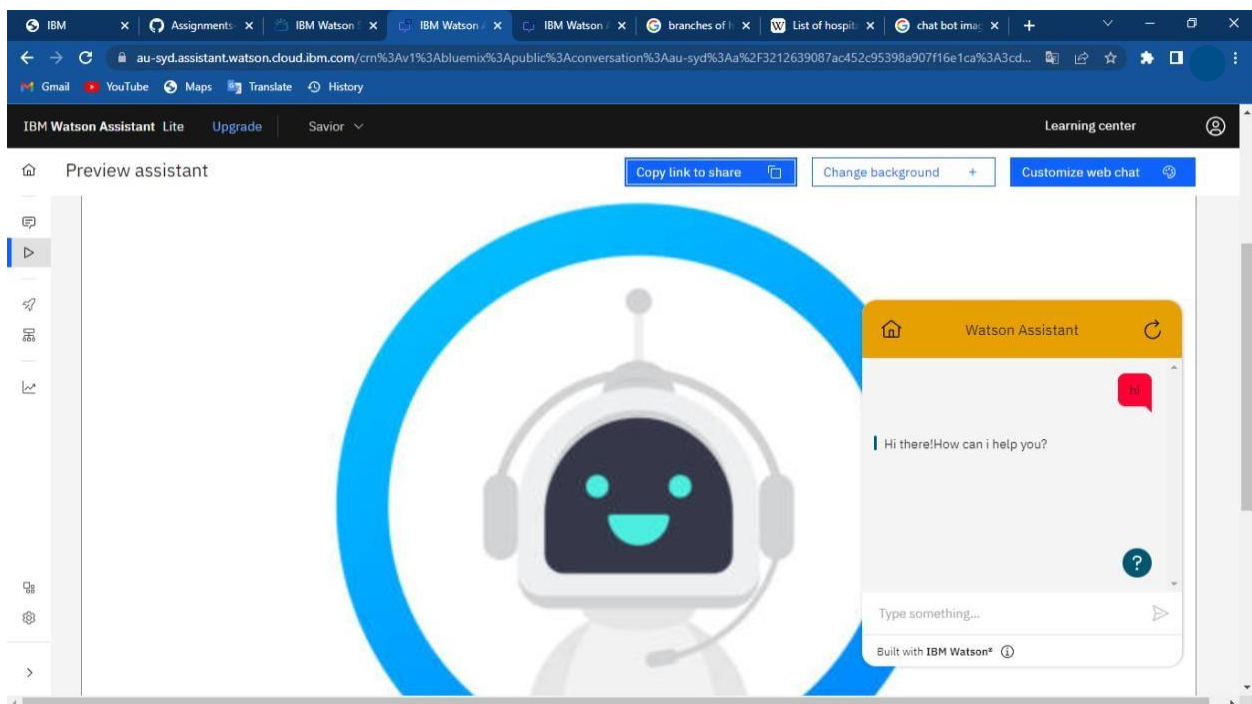 IBM
Assignments-
IBM Watson S
IBM Watson A
IBM Watson A
branches of h
List of hospita
chat bot imag
au-syd.assistant.watson.cloud.ibm.com/crn%3Av1%3Abluemix%3Apublic%3Aconversation%3Aau-syd%3Aa%2F3212639087ac452c95398a907f16e1ca%3A3cd...
Gmail YouTube Maps Translate History
IBM Watson Assistant Lite Upgrade Savior Learning center
Preview assistant Copy link to share Change background + Customize web chat
Watson Assistant
hi
Hi there!How can i help you?
?
Type something...
Built with IBM Watson®